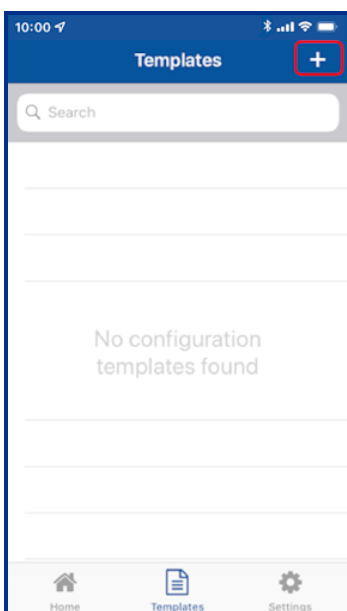 10:00
Templates
+
Search
No configuration
templates found
Home
Templates
Settings